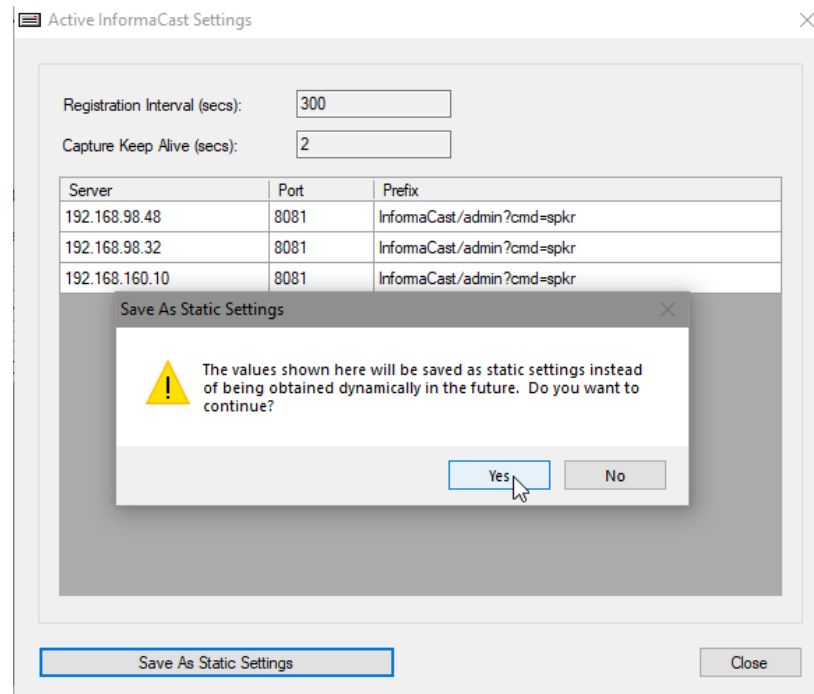 Active InformaCast Settings
Registration Interval (secs): 300
Capture Keep Alive (secs): 2
Server Port Prefix
192.168.98.48 8081 InformaCast/admin?cmd=spkr
192.168.98.32 8081 InformaCast/admin?cmd=spkr
192.168.160.10 8081 InformaCast/admin?cmd=spkr
Save As Static Settings
The values shown here will be saved as static settings instead
of being obtained dynamically in the future. Do you want to
continue?
Yes No
Save As Static Settings Close